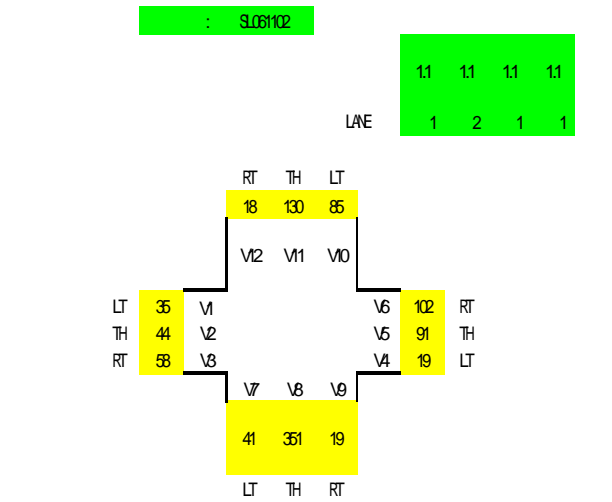 : SL061102
1.1 1.1 1.1 1.1
LANE 1 2 1 1
RT TH LT
18 130 85
V12 V11 V10
LT 35 V1 V6 102 RT
TH 44 V2 V5 91 TH
RT 58 V3 V4 19 LT
V7 V8 V9
41 351 19
LT TH RT